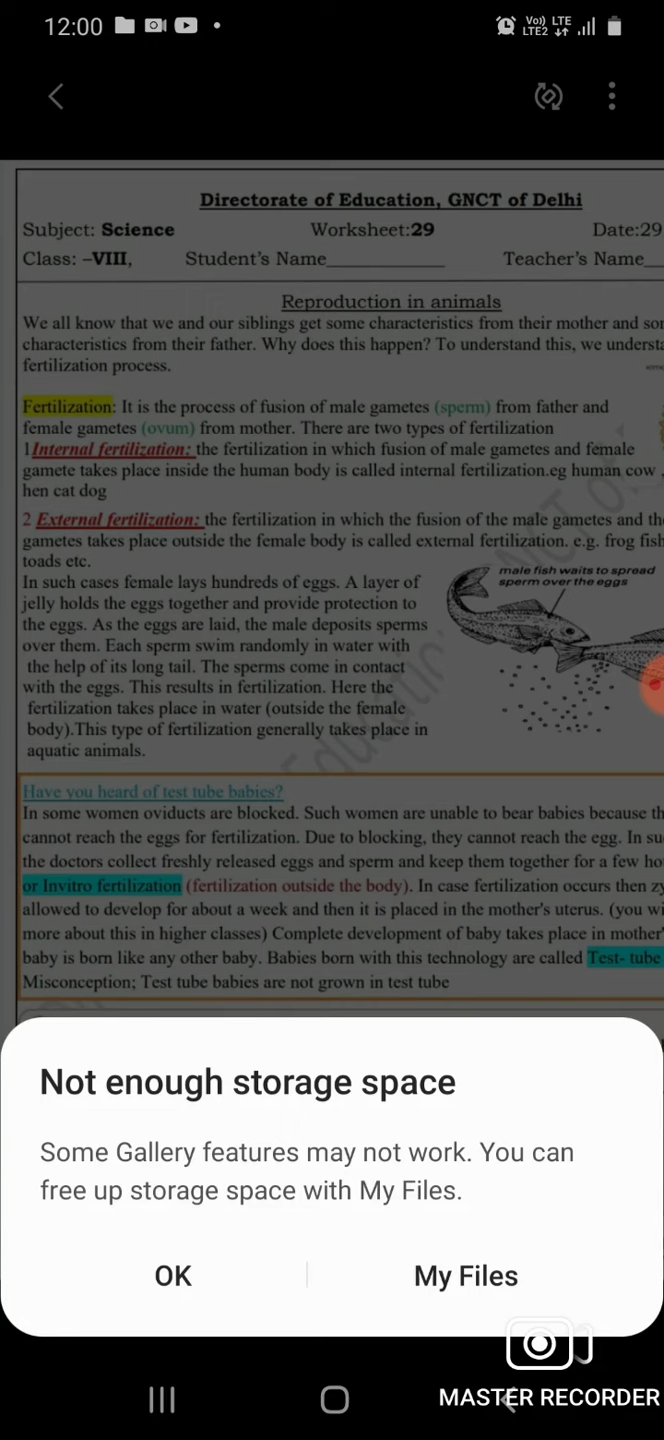 12:00
Vo)) LTE
LTE2
Directorate of Education, GNCT of Delhi
Subject: Science Worksheet:29 Date:29
Class: –VIII, Student's Name___________ Teacher's Name__
Reproduction in animals
We all know that we and our siblings get some characteristics from their mother and
characteristics from their father. Why does this happen? To understand this, we
fertilization process.
Fertilization: It is the process of fusion of male gametes (sperm) from father and
female gametes (ovum) from mother. There are two types of fertilization
1Internal fertilization: the fertilization in which fusion of male gametes and female
gamete takes place inside the human body is called internal fertilization.eg human cow ,
hen cat dog
2 External fertilization: the fertilization in which the fusion of the male gametes and
gametes takes place outside the female body is called external fertilization. e.g. frog fish
toads etc.
male fish waits to spread
sperm over the eggs
In such cases female lays hundreds of eggs. A layer of
jelly holds the eggs together and provide protection to
the eggs. As the eggs are laid, the male deposits sperms
over them. Each sperm swim randomly in water with
the help of its long tail. The sperms come in contact
with the eggs. This results in fertilization. Here the
fertilization takes place in water (outside the female
body).This type of fertilization generally takes place in
aquatic animals.
Have you heard of test tube babies?
In some women oviducts are blocked. Such women are unable to bear babies because
cannot reach the eggs for fertilization. Due to blocking, they cannot reach the egg. In
the doctors collect freshly released eggs and sperm and keep them together for a few
or Invitro fertilization (fertilization outside the body). In case fertilization occurs then
allowed to develop for about a week and then it is placed in the mother's uterus. (you
more about this in higher classes) Complete development of baby takes place in mother'
baby is born like any other baby. Babies born with this technology are called Test- tube
Misconception; Test tube babies are not grown in test tube
Not enough storage space
Some Gallery features may not work. You can
free up storage space with My Files.
OK My Files
MASTER RECORDER